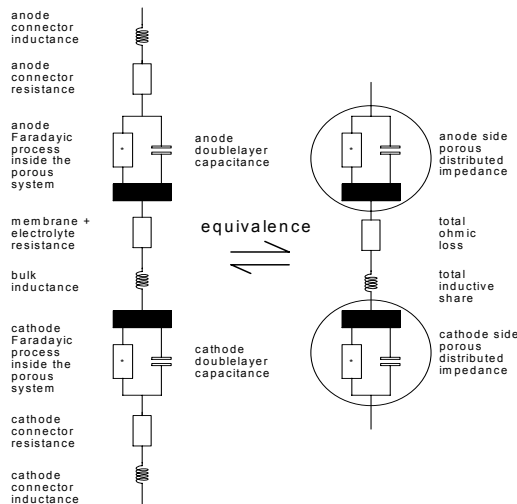 anode
connector
inductance
anode
connector
resistance
anode
Faradayic
process
inside the
porous
system
anode
doublelayer
capacitance
membrane +
electrolyte
resistance
bulk
inductance
cathode
Faradayic
process
inside the
porous
system
cathode
doublelayer
capacitance
cathode
connector
resistance
cathode
connector
inductance
equivalence
anode side
porous
distributed
impedance
total
ohmic
loss
total
inductive
share
cathode side
porous
distributed
impedance
*
*
*
*